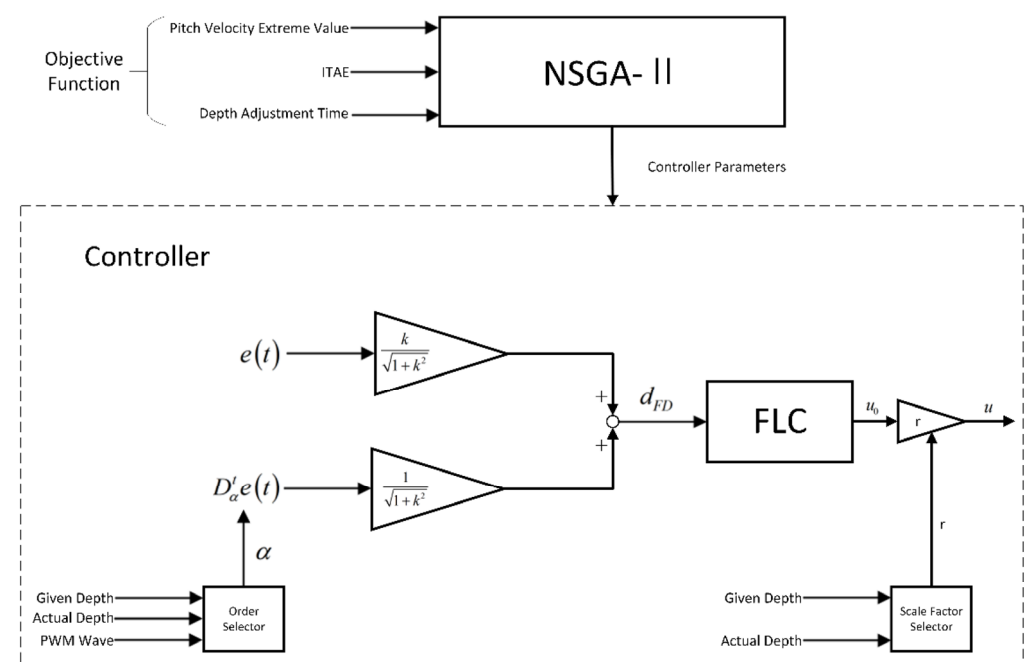 Pitch Velocity Extreme Value
Objective
Function
ITAE
Depth Adjustment Time
NSGA-II
Controller Parameters
Controller
e(t)
k
√1+k²
+
d_FD
FLC
u₀
r
u
+
D_α^t e(t)
1
√1+k²
α
r
Given Depth
Actual Depth
PWM Wave
Order
Selector
Given Depth
Actual Depth
Scale Factor
Selector